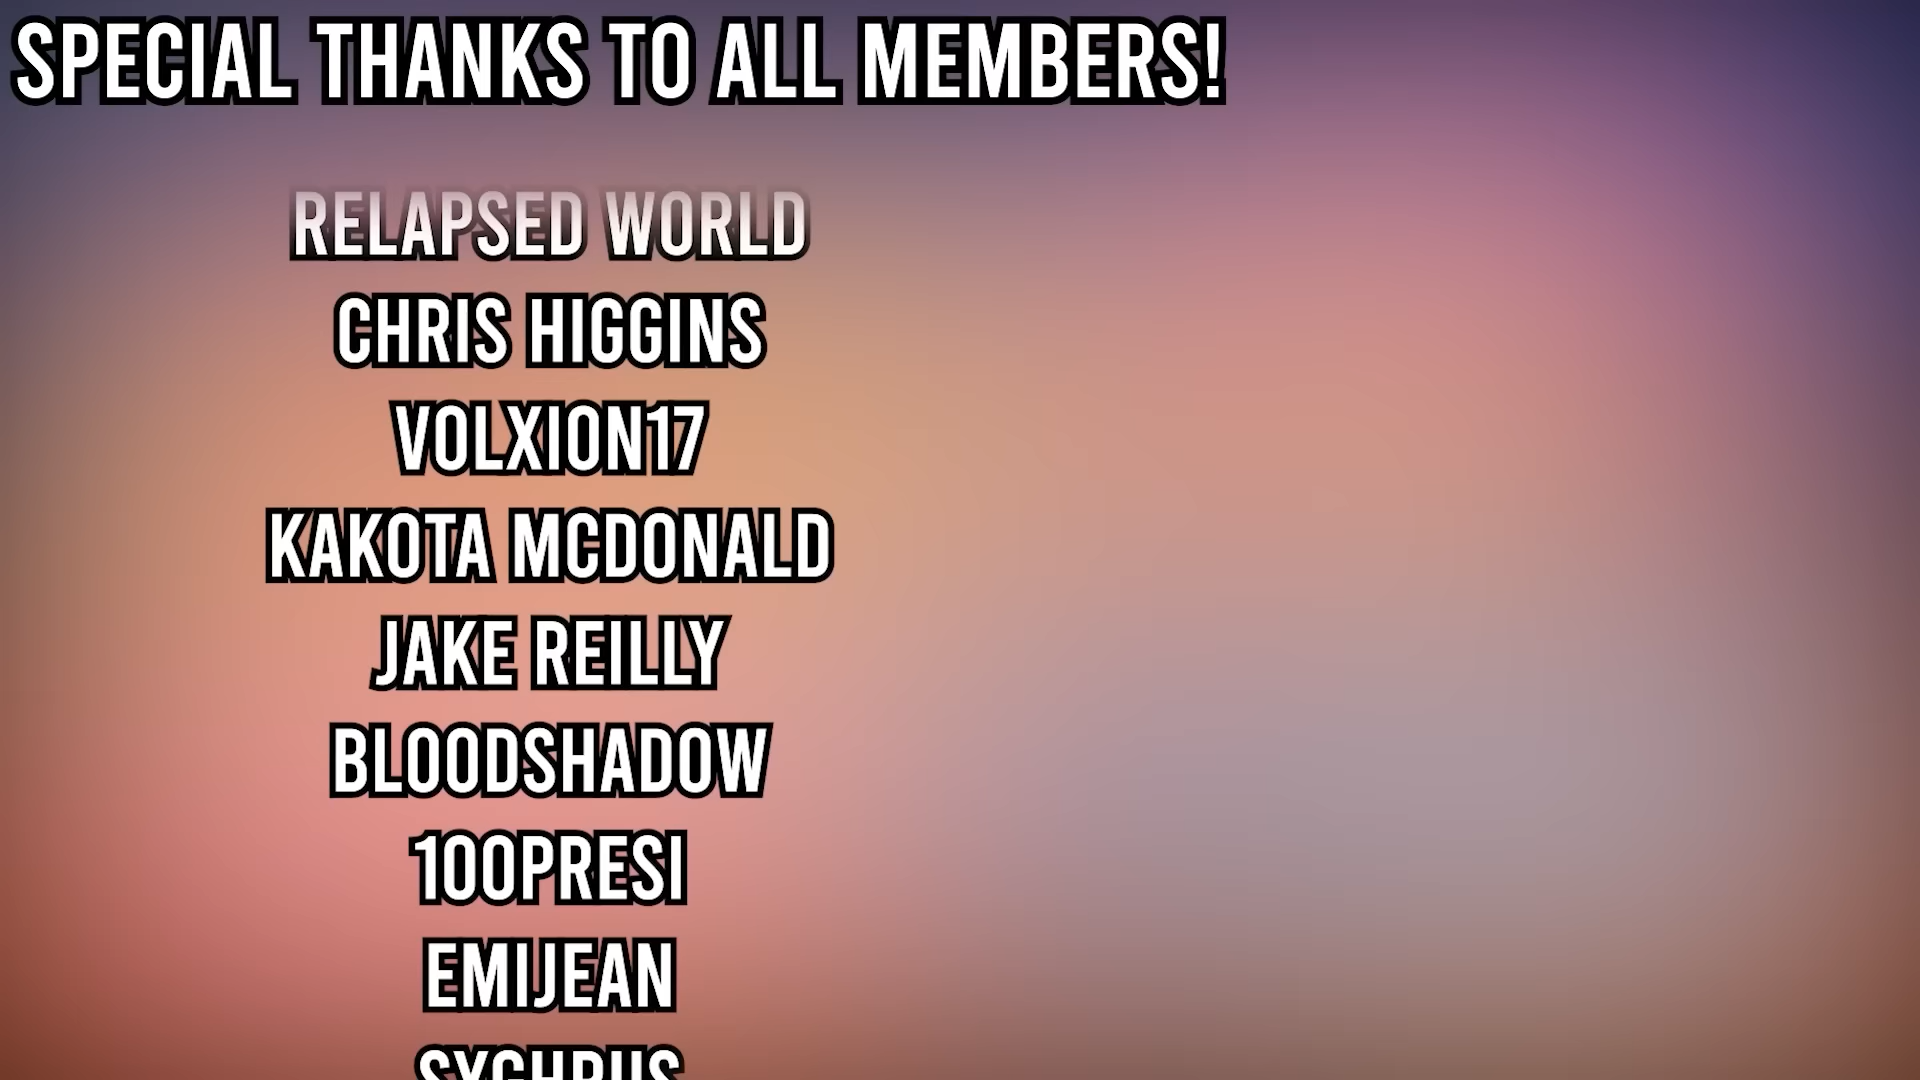 SPECIAL THANKS TO ALL MEMBERS!
RELAPSED WORLD
CHRIS HIGGINS
VOLXION17
KAKOTA MCDONALD
JAKE REILLY
BLOODSHADOW
100PRESI
EMIJEAN